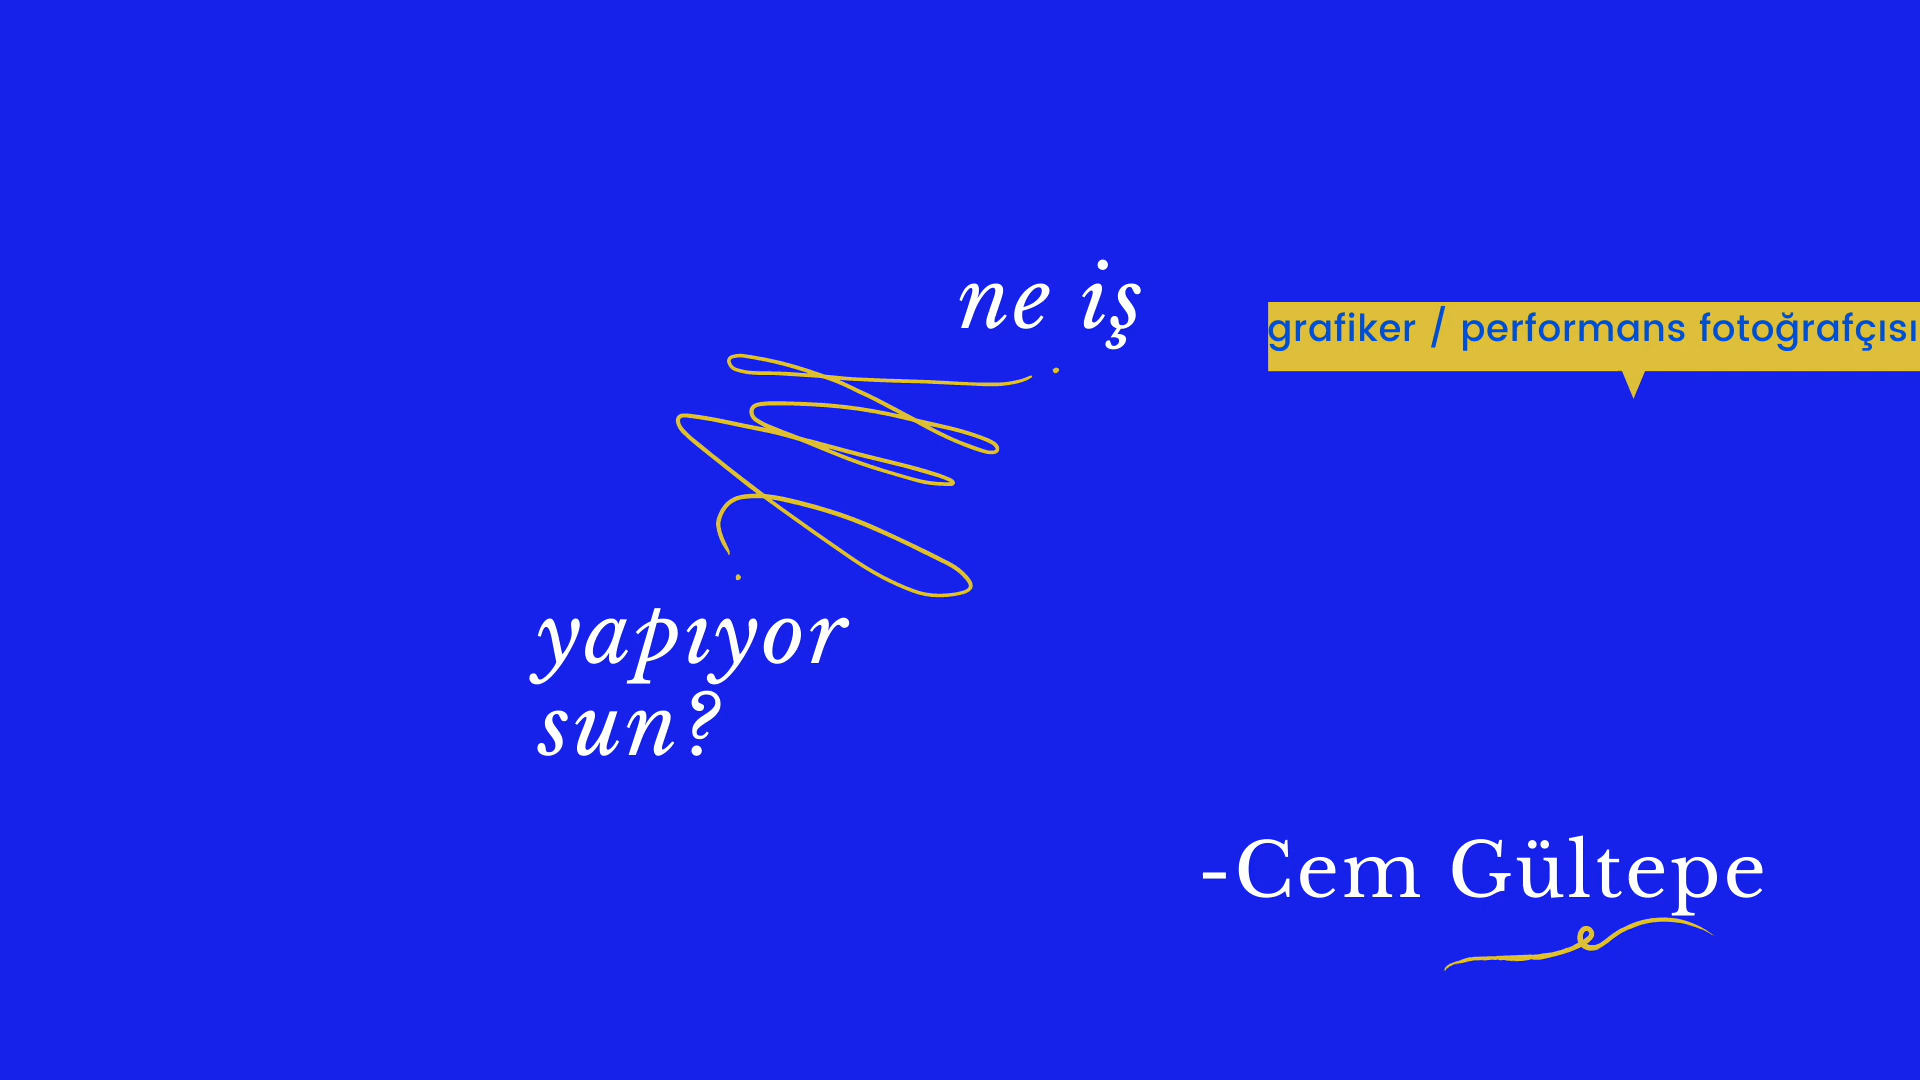 ne iş
grafiker / performans fotoğrafçısı
yapıyor
sun?
-Cem Gültepe